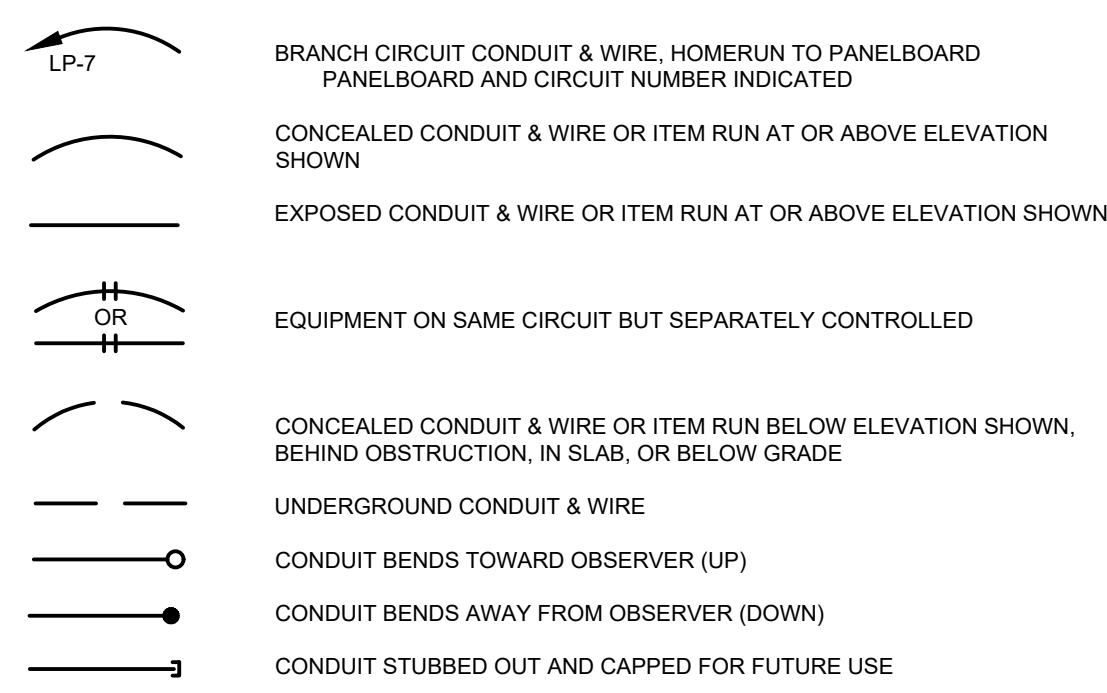 LP-7
BRANCH CIRCUIT CONDUIT & WIRE, HOMERUN TO PANELBOARD
PANELBOARD AND CIRCUIT NUMBER INDICATED
CONCEALED CONDUIT & WIRE OR ITEM RUN AT OR ABOVE ELEVATION
SHOWN
EXPOSED CONDUIT & WIRE OR ITEM RUN AT OR ABOVE ELEVATION SHOWN
OR
EQUIPMENT ON SAME CIRCUIT BUT SEPARATELY CONTROLLED
CONCEALED CONDUIT & WIRE OR ITEM RUN BELOW ELEVATION SHOWN,
BEHIND OBSTRUCTION, IN SLAB, OR BELOW GRADE
UNDERGROUND CONDUIT & WIRE
CONDUIT BENDS TOWARD OBSERVER (UP)
CONDUIT BENDS AWAY FROM OBSERVER (DOWN)
CONDUIT STUBBED OUT AND CAPPED FOR FUTURE USE